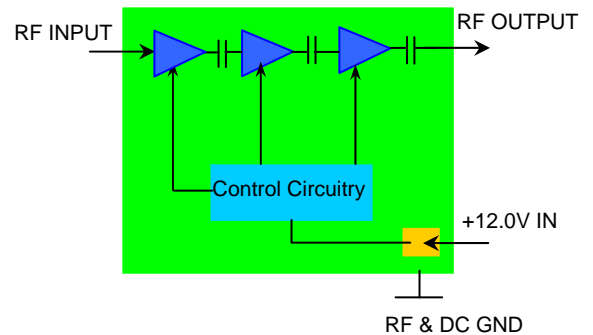 RF INPUT
RF OUTPUT
Control Circuitry
+12.0V IN
RF & DC GND